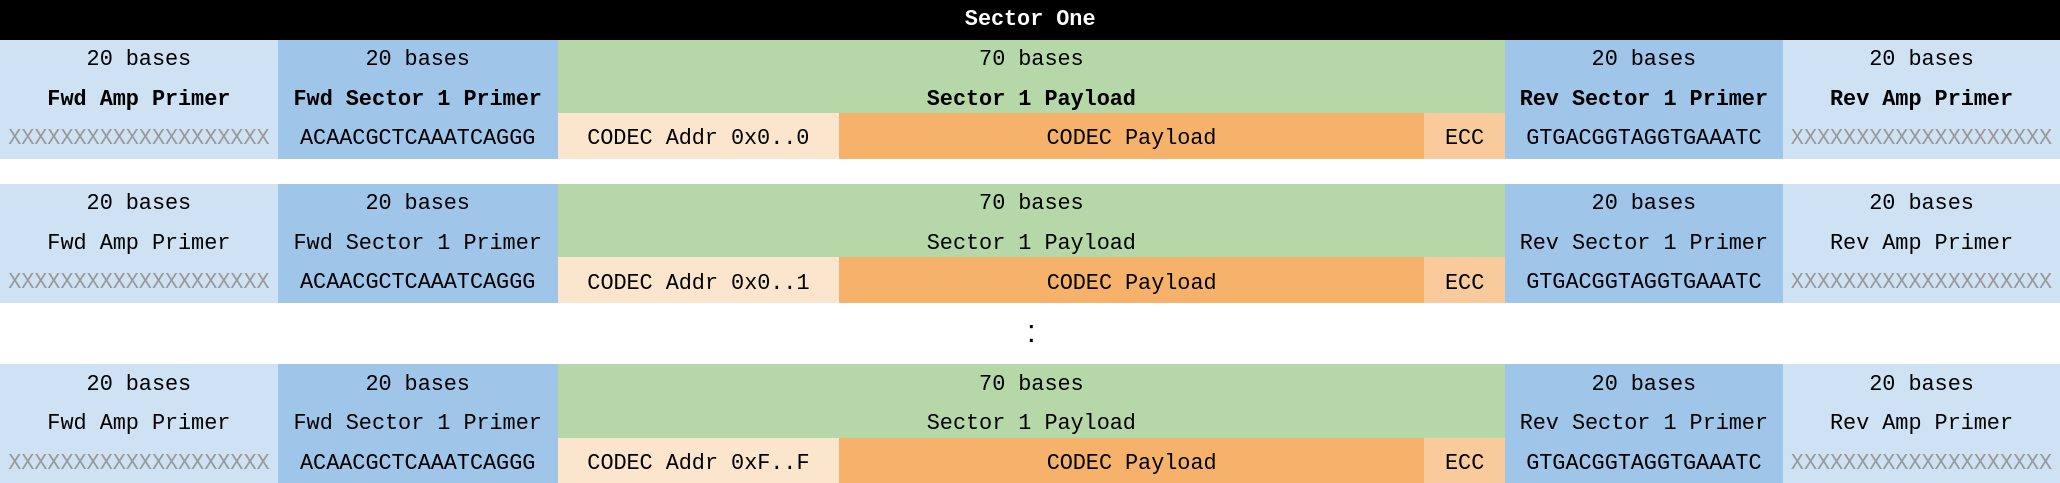 Sector One
20 bases 20 bases 70 bases 20 bases 20 bases
Fwd Amp Primer Fwd Sector 1 Primer Sector 1 Payload Rev Sector 1 Primer Rev Amp Primer
XXXXXXXXXXXXXXXXXXXX ACAACGCTCAAATCAGGG CODEC Addr 0x0..0 CODEC Payload ECC GTGACGGTAGGTGAAATC XXXXXXXXXXXXXXXXXXXX
20 bases 20 bases 70 bases 20 bases 20 bases
Fwd Amp Primer Fwd Sector 1 Primer Sector 1 Payload Rev Sector 1 Primer Rev Amp Primer
XXXXXXXXXXXXXXXXXXXX ACAACGCTCAAATCAGGG CODEC Addr 0x0..1 CODEC Payload ECC GTGACGGTAGGTGAAATC XXXXXXXXXXXXXXXXXXXX
:
20 bases 20 bases 70 bases 20 bases 20 bases
Fwd Amp Primer Fwd Sector 1 Primer Sector 1 Payload Rev Sector 1 Primer Rev Amp Primer
XXXXXXXXXXXXXXXXXXXX ACAACGCTCAAATCAGGG CODEC Addr 0xF..F CODEC Payload ECC GTGACGGTAGGTGAAATC XXXXXXXXXXXXXXXXXXXX